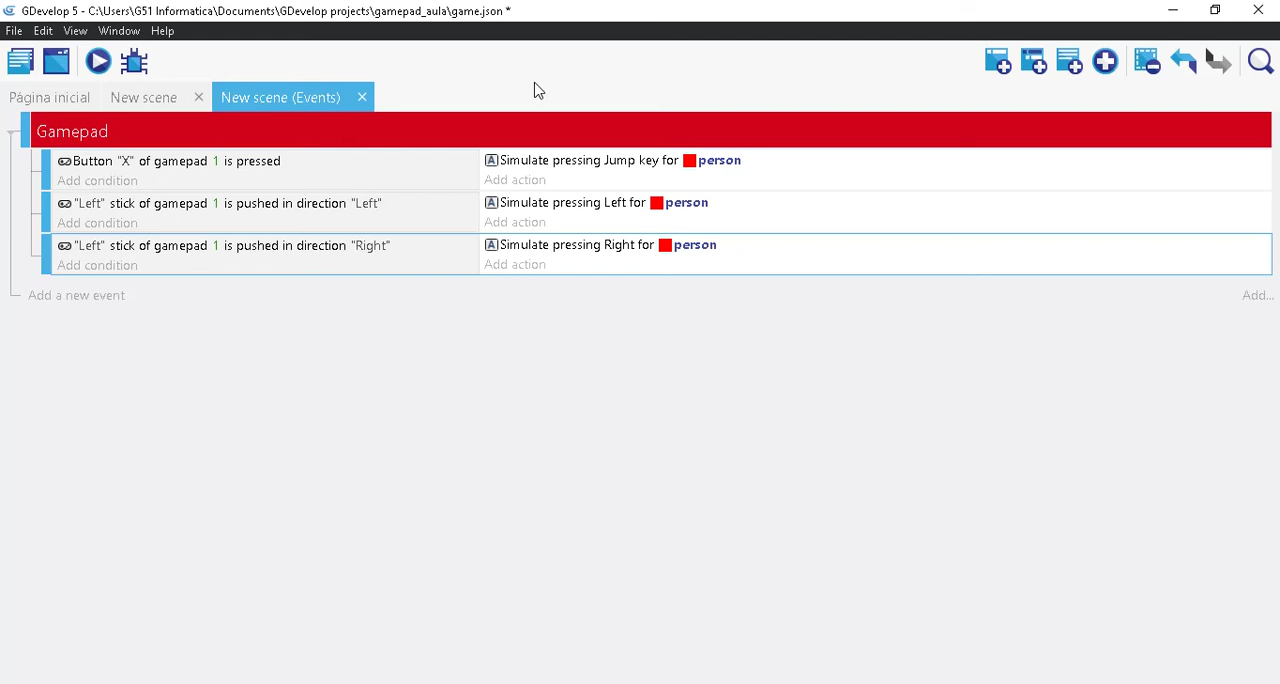 GDevelop 5 - C:\Users\G51 Informatica\Documents\GDevelop projects\gamepad_aula\game.json *
File Edit View Window Help
Página inicial New scene × New scene (Events) ×
Gamepad
Button "X" of gamepad 1 is pressed
Add condition
Simulate pressing Jump key for person
Add action
"Left" stick of gamepad 1 is pushed in direction "Left"
Add condition
Simulate pressing Left for person
Add action
"Left" stick of gamepad 1 is pushed in direction "Right"
Add condition
Simulate pressing Right for person
Add action
Add a new event Add...